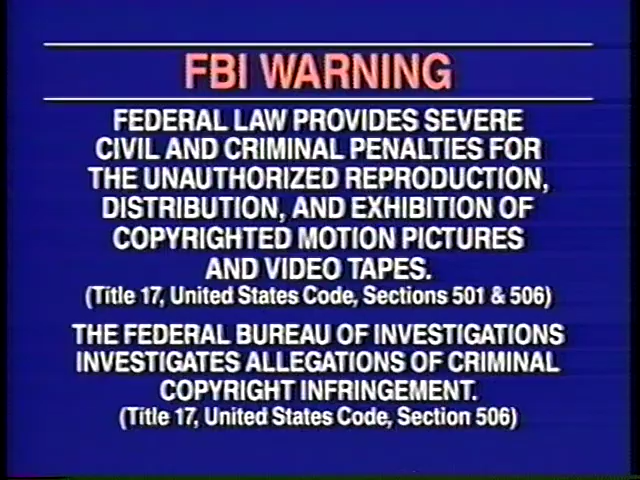 FBI WARNING
FEDERAL LAW PROVIDES SEVERE
CIVIL AND CRIMINAL PENALTIES FOR
THE UNAUTHORIZED REPRODUCTION,
DISTRIBUTION, AND EXHIBITION OF
COPYRIGHTED MOTION PICTURES
AND VIDEO TAPES.
(Title 17, United States Code, Sections 501 & 506)
THE FEDERAL BUREAU OF INVESTIGATIONS
INVESTIGATES ALLEGATIONS OF CRIMINAL
COPYRIGHT INFRINGEMENT.
(Title 17, United States Code, Section 506)